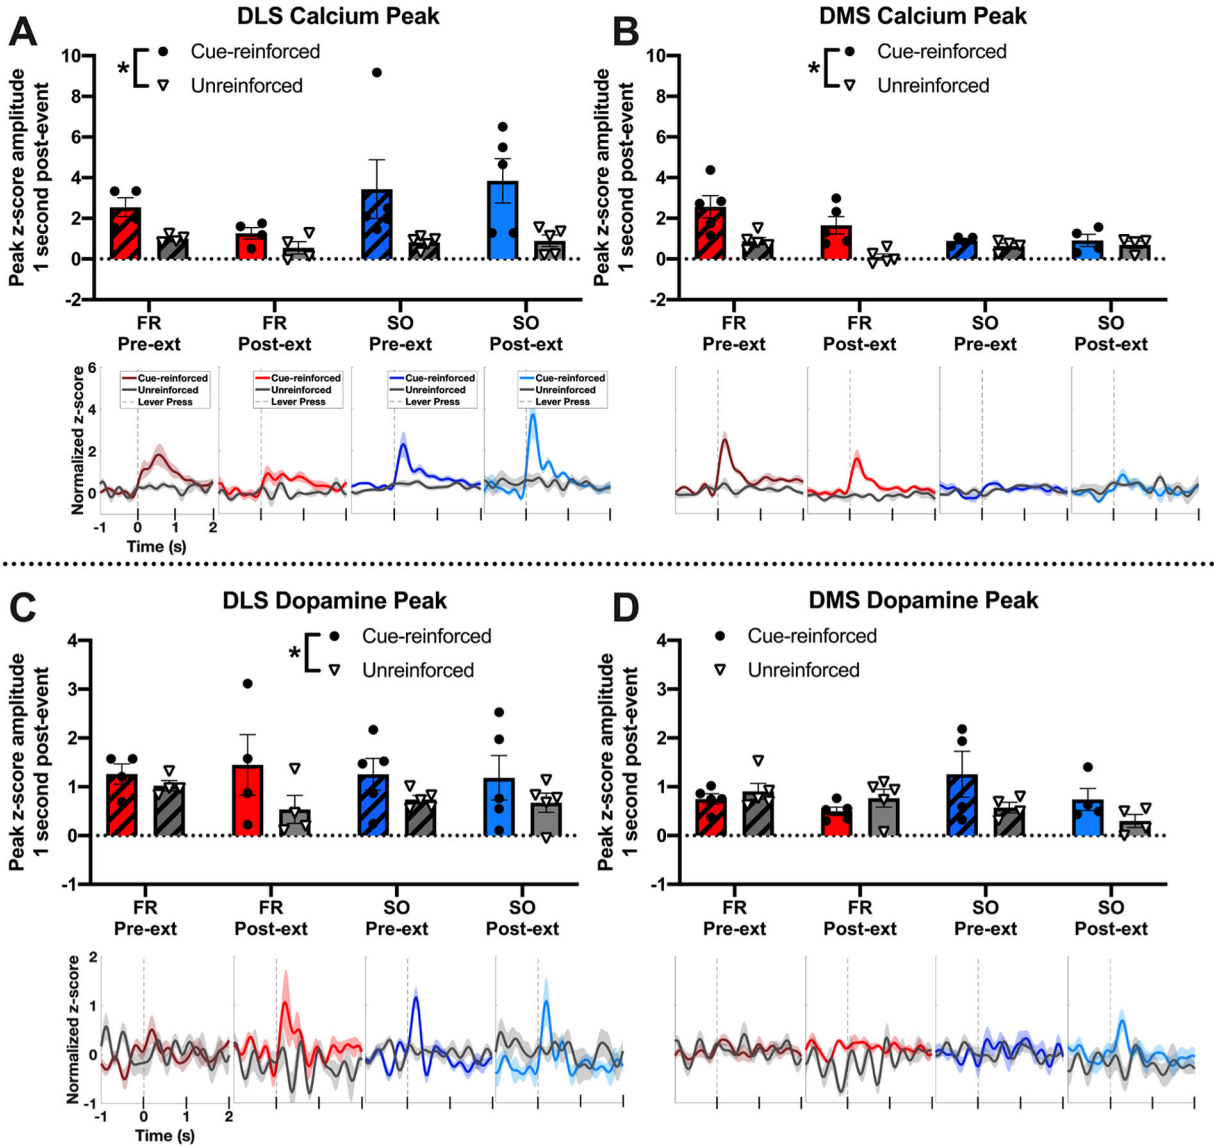 A
DLS Calcium Peak
Cue-reinforced
Unreinforced
*
Peak z-score amplitude
1 second post-event
10
8
6
4
2
0
-2
FR
Pre-ext
FR
Post-ext
SO
Pre-ext
SO
Post-ext
B
DMS Calcium Peak
Cue-reinforced
Unreinforced
*
Peak z-score amplitude
1 second post-event
10
8
6
4
2
0
-2
FR
Pre-ext
FR
Post-ext
SO
Pre-ext
SO
Post-ext
Normalized z-score
6
4
2
0
Cue-reinforced
Unreinforced
Lever Press
Cue-reinforced
Unreinforced
Lever Press
Cue-reinforced
Unreinforced
Lever Press
Cue-reinforced
Unreinforced
Lever Press
-1 0 1 2
Time (s)
C
DLS Dopamine Peak
Cue-reinforced
Unreinforced
*
Peak z-score amplitude
1 second post-event
4
3
2
1
0
-1
FR
Pre-ext
FR
Post-ext
SO
Pre-ext
SO
Post-ext
D
DMS Dopamine Peak
Cue-reinforced
Unreinforced
Peak z-score amplitude
1 second post-event
4
3
2
1
0
-1
FR
Pre-ext
FR
Post-ext
SO
Pre-ext
SO
Post-ext
Normalized z-score
2
1
0
-1
-1 0 1 2
Time (s)